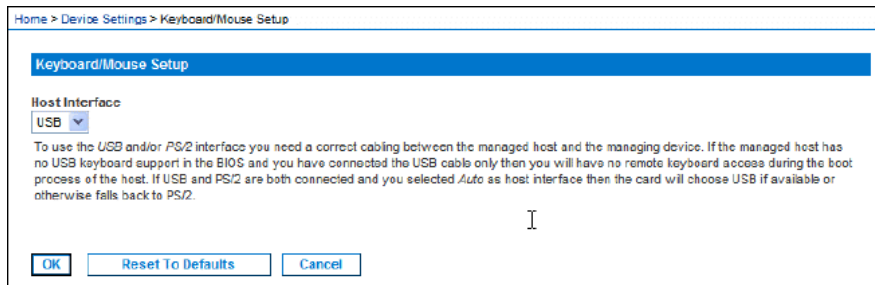 Home > Device Settings > Keyboard/Mouse Setup
Keyboard/Mouse Setup
Host Interface
USB
To use the USB and/or PS/2 interface you need a correct cabling between the managed host and the managing device. If the managed host has
no USB keyboard support in the BIOS and you have connected the USB cable only then you will have no remote keyboard access during the boot
process of the host. If USB and PS/2 are both connected and you selected Auto as host interface then the card will choose USB if available or
otherwise falls back to PS/2.
OK Reset To Defaults Cancel